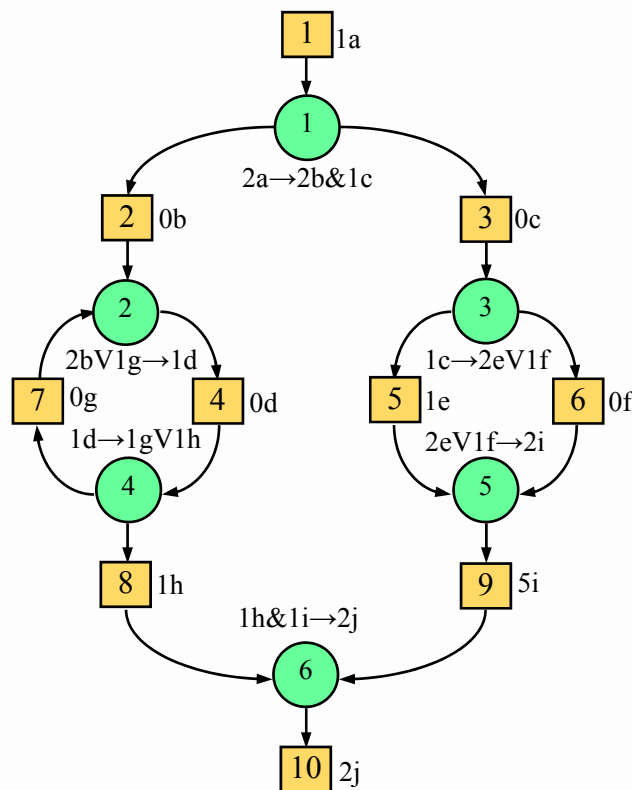 1 1a
1
2a→2b&1c
2 0b 3 0c
2 3
2bV1g→1d 1c→2eV1f
7 0g 4 0d 5 1e 6 0f
1d→1gV1h 2eV1f→2i
4 5
8 1h 9 5i
1h&1i→2j
6
10 2j